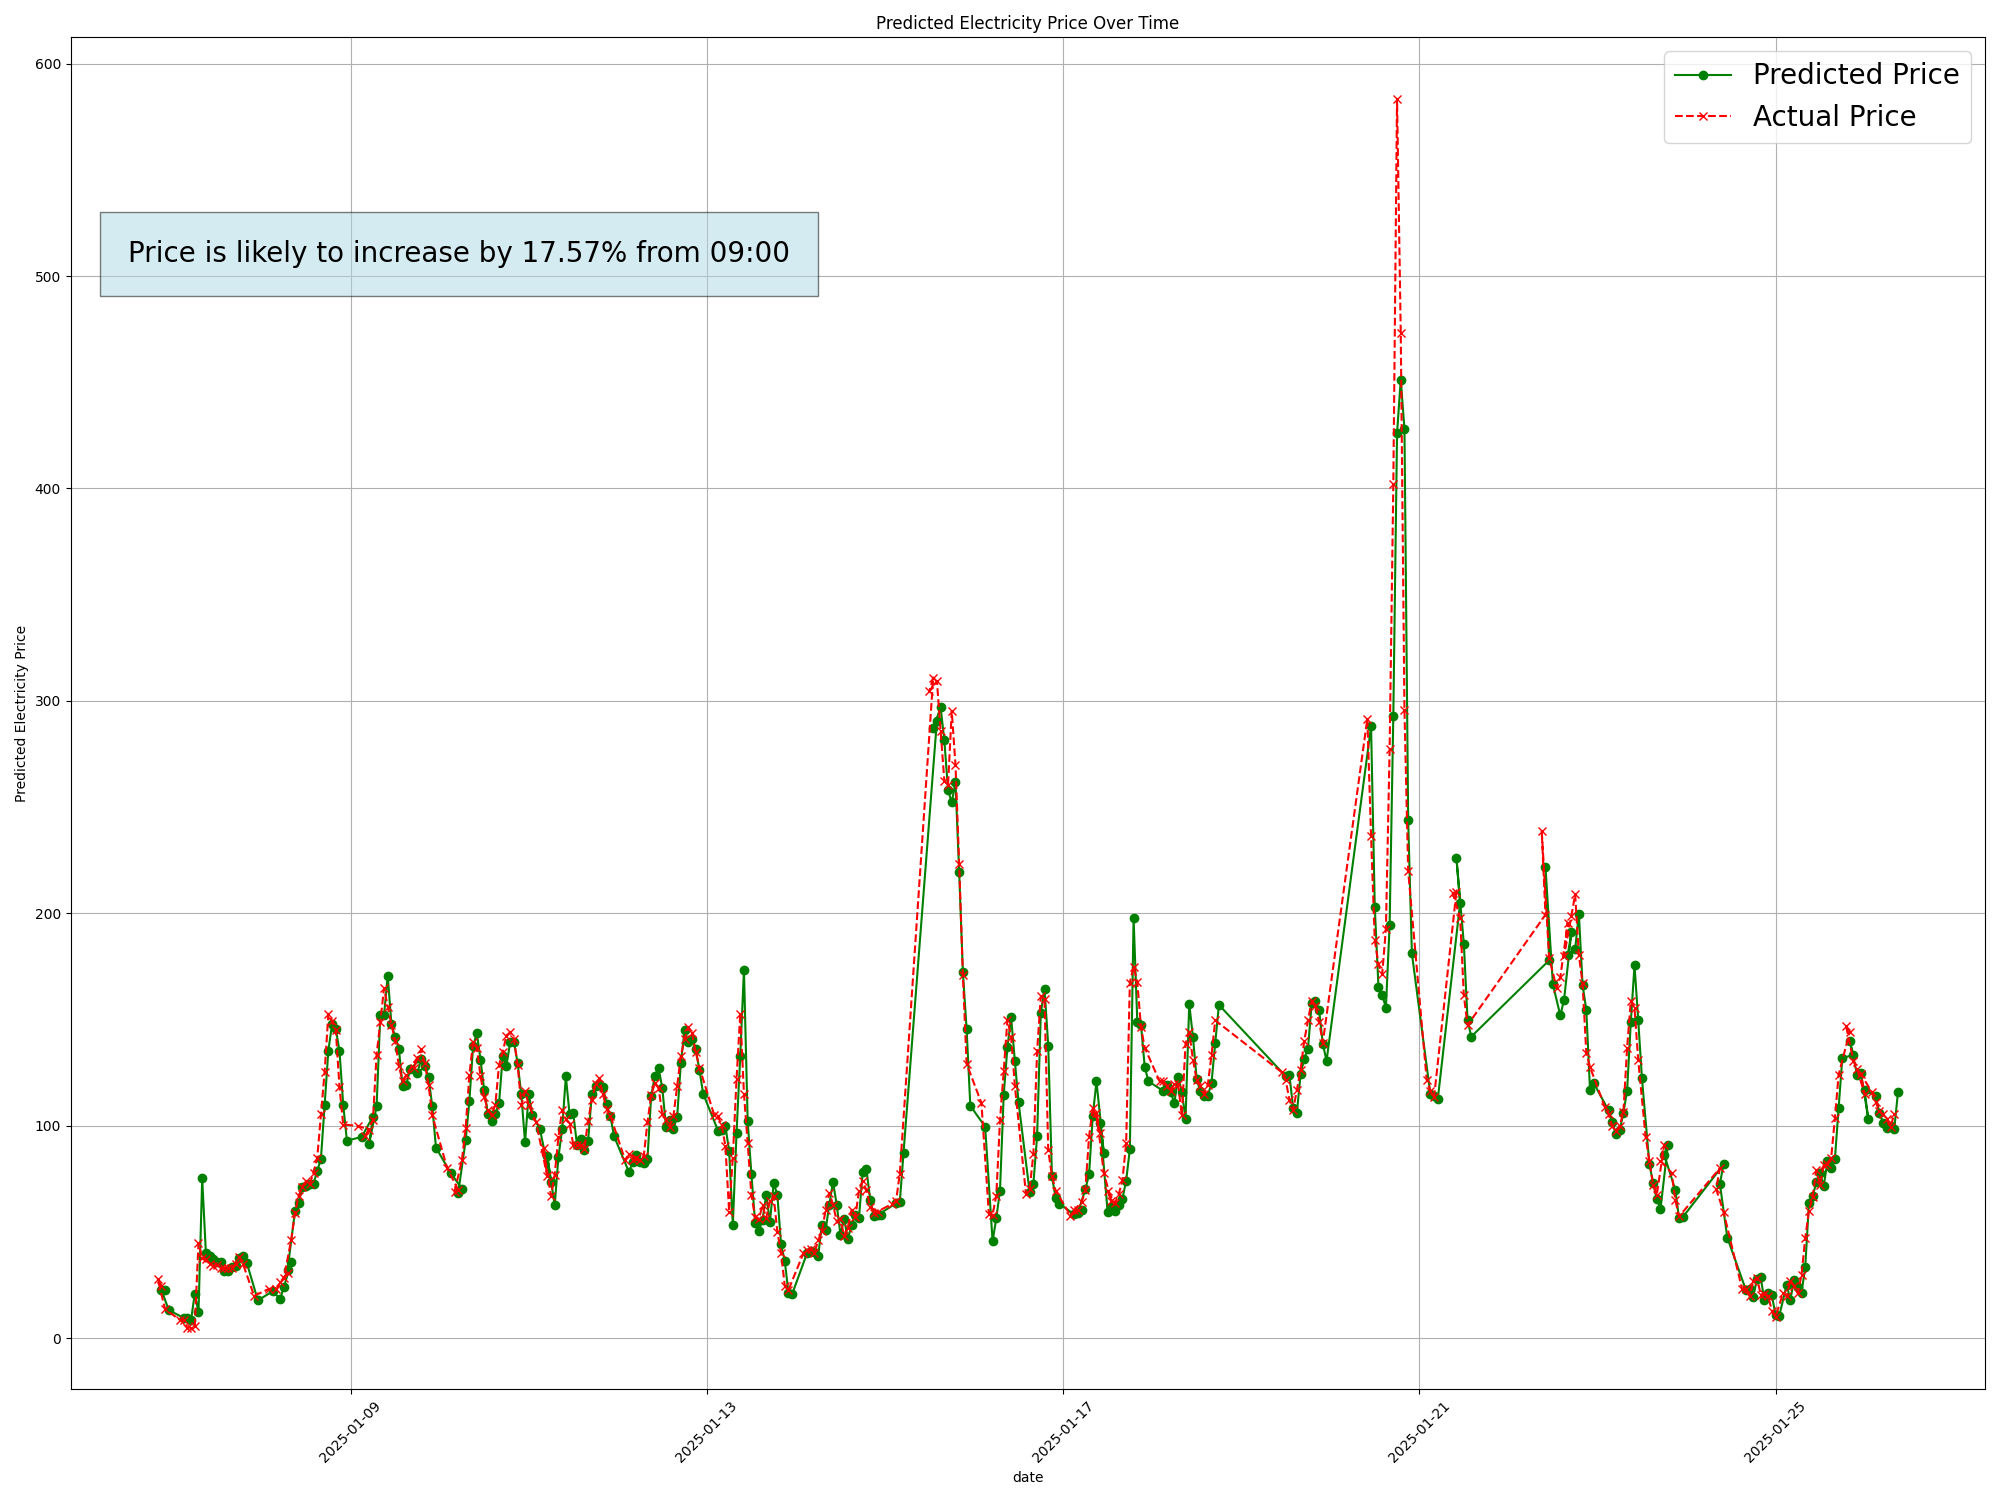 Predicted Electricity Price Over Time
Predicted Price
Actual Price
Price is likely to increase by 17.57% from 09:00
Predicted Electricity Price
600
500
400
300
200
100
0
2025-01-09
2025-01-13
2025-01-17
2025-01-21
2025-01-25
date